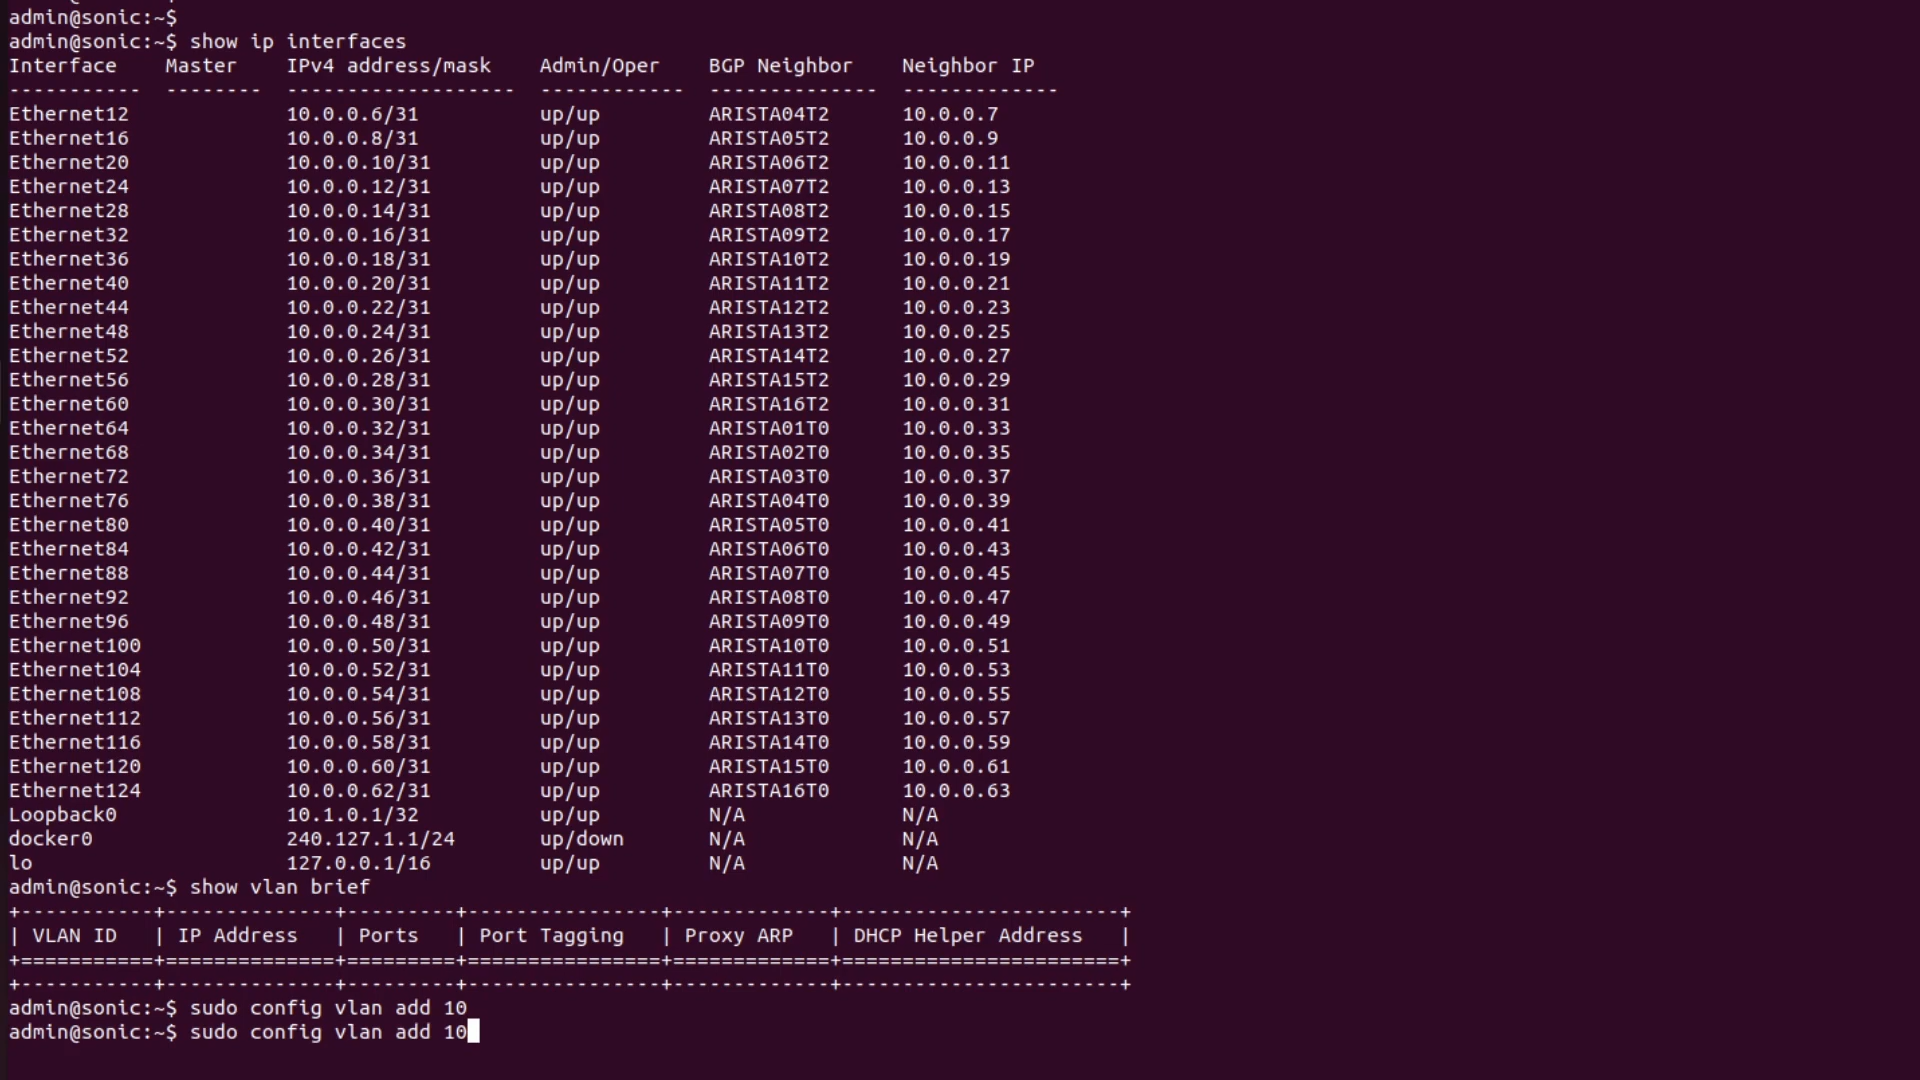 admin@sonic:~$
admin@sonic:~$ show ip interfaces
Interface    Master    IPv4 address/mask    Admin/Oper    BGP Neighbor    Neighbor IP
-----------  --------  -------------------  ------------  --------------  -------------
Ethernet12             10.0.0.6/31          up/up         ARISTA04T2      10.0.0.7
Ethernet16             10.0.0.8/31          up/up         ARISTA05T2      10.0.0.9
Ethernet20             10.0.0.10/31         up/up         ARISTA06T2      10.0.0.11
Ethernet24             10.0.0.12/31         up/up         ARISTA07T2      10.0.0.13
Ethernet28             10.0.0.14/31         up/up         ARISTA08T2      10.0.0.15
Ethernet32             10.0.0.16/31         up/up         ARISTA09T2      10.0.0.17
Ethernet36             10.0.0.18/31         up/up         ARISTA10T2      10.0.0.19
Ethernet40             10.0.0.20/31         up/up         ARISTA11T2      10.0.0.21
Ethernet44             10.0.0.22/31         up/up         ARISTA12T2      10.0.0.23
Ethernet48             10.0.0.24/31         up/up         ARISTA13T2      10.0.0.25
Ethernet52             10.0.0.26/31         up/up         ARISTA14T2      10.0.0.27
Ethernet56             10.0.0.28/31         up/up         ARISTA15T2      10.0.0.29
Ethernet60             10.0.0.30/31         up/up         ARISTA16T2      10.0.0.31
Ethernet64             10.0.0.32/31         up/up         ARISTA01T0      10.0.0.33
Ethernet68             10.0.0.34/31         up/up         ARISTA02T0      10.0.0.35
Ethernet72             10.0.0.36/31         up/up         ARISTA03T0      10.0.0.37
Ethernet76             10.0.0.38/31         up/up         ARISTA04T0      10.0.0.39
Ethernet80             10.0.0.40/31         up/up         ARISTA05T0      10.0.0.41
Ethernet84             10.0.0.42/31         up/up         ARISTA06T0      10.0.0.43
Ethernet88             10.0.0.44/31         up/up         ARISTA07T0      10.0.0.45
Ethernet92             10.0.0.46/31         up/up         ARISTA08T0      10.0.0.47
Ethernet96             10.0.0.48/31         up/up         ARISTA09T0      10.0.0.49
Ethernet100            10.0.0.50/31         up/up         ARISTA10T0      10.0.0.51
Ethernet104            10.0.0.52/31         up/up         ARISTA11T0      10.0.0.53
Ethernet108            10.0.0.54/31         up/up         ARISTA12T0      10.0.0.55
Ethernet112            10.0.0.56/31         up/up         ARISTA13T0      10.0.0.57
Ethernet116            10.0.0.58/31         up/up         ARISTA14T0      10.0.0.59
Ethernet120            10.0.0.60/31         up/up         ARISTA15T0      10.0.0.61
Ethernet124            10.0.0.62/31         up/up         ARISTA16T0      10.0.0.63
Loopback0              10.1.0.1/32          up/up         N/A             N/A
docker0                240.127.1.1/24       up/down       N/A             N/A
lo                     127.0.0.1/16         up/up         N/A             N/A
admin@sonic:~$ show vlan brief
+-----------+--------------+---------+----------------+-------------+-----------------------+
| VLAN ID   | IP Address   | Ports   | Port Tagging   | Proxy ARP   | DHCP Helper Address   |
+===========+==============+=========+================+=============+=======================+
+-----------+--------------+---------+----------------+-------------+-----------------------+
admin@sonic:~$ sudo config vlan add 10
admin@sonic:~$ sudo config vlan add 10